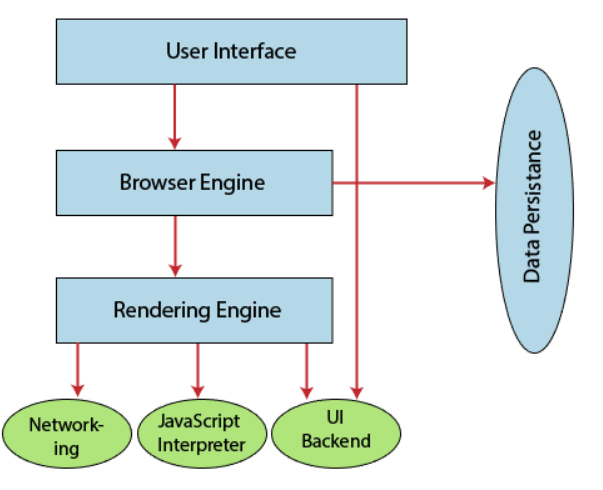 User Interface
Browser Engine
Data Persistance
Rendering Engine
Network-
ing
JavaScript
Interpreter
UI
Backend